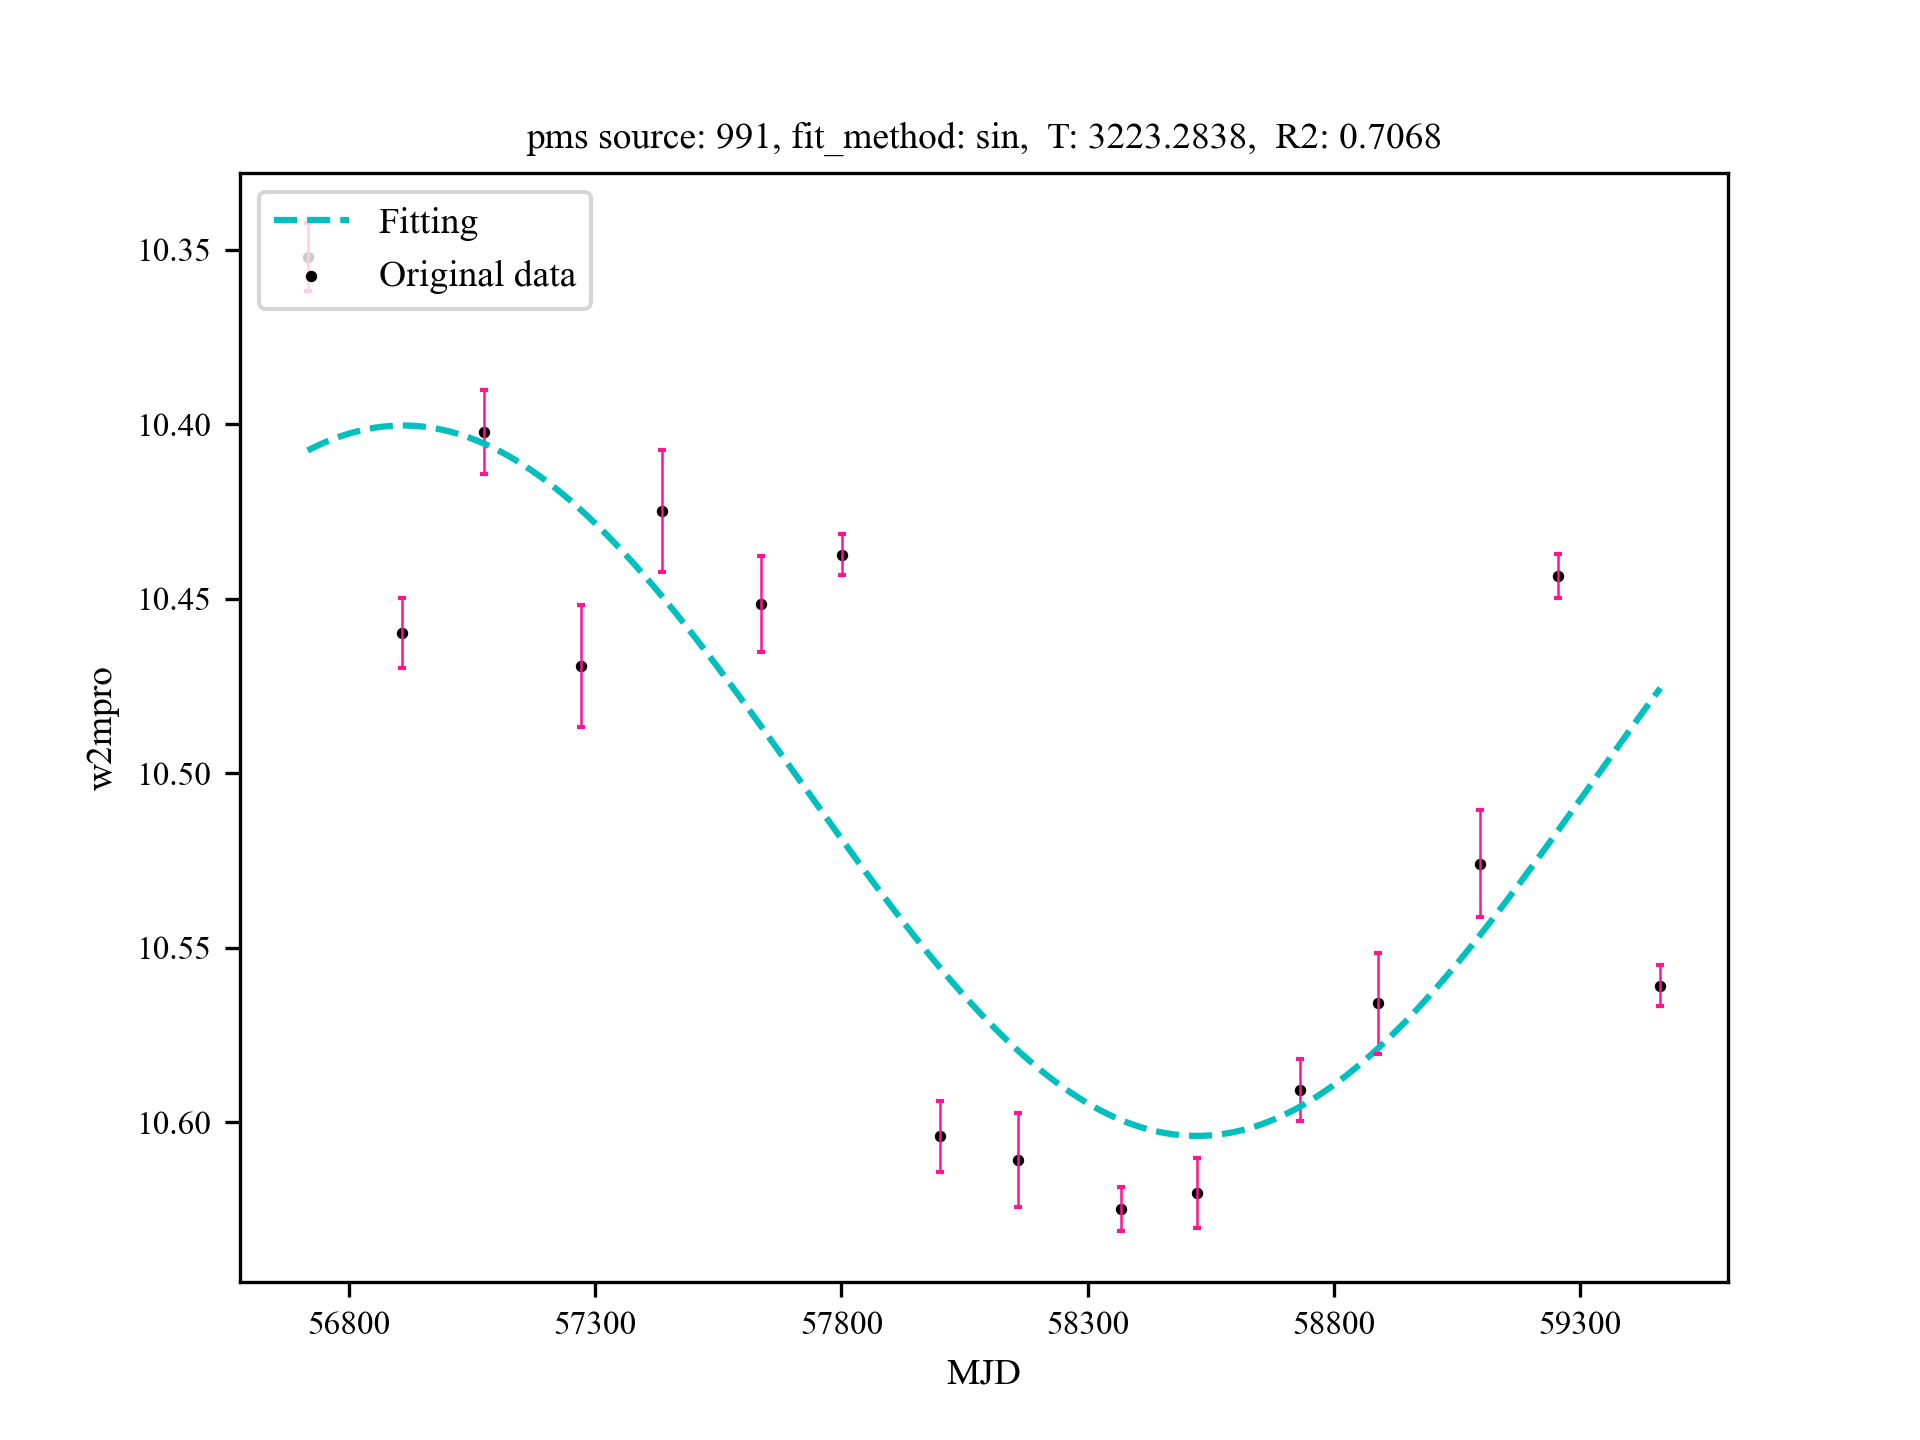 pms source: 991, fit_method: sin,  T: 3223.2838,  R2: 0.7068
Fitting
Original data
10.35
10.40
10.45
10.50
10.55
10.60
w2mpro
56800
57300
57800
58300
58800
59300
MJD